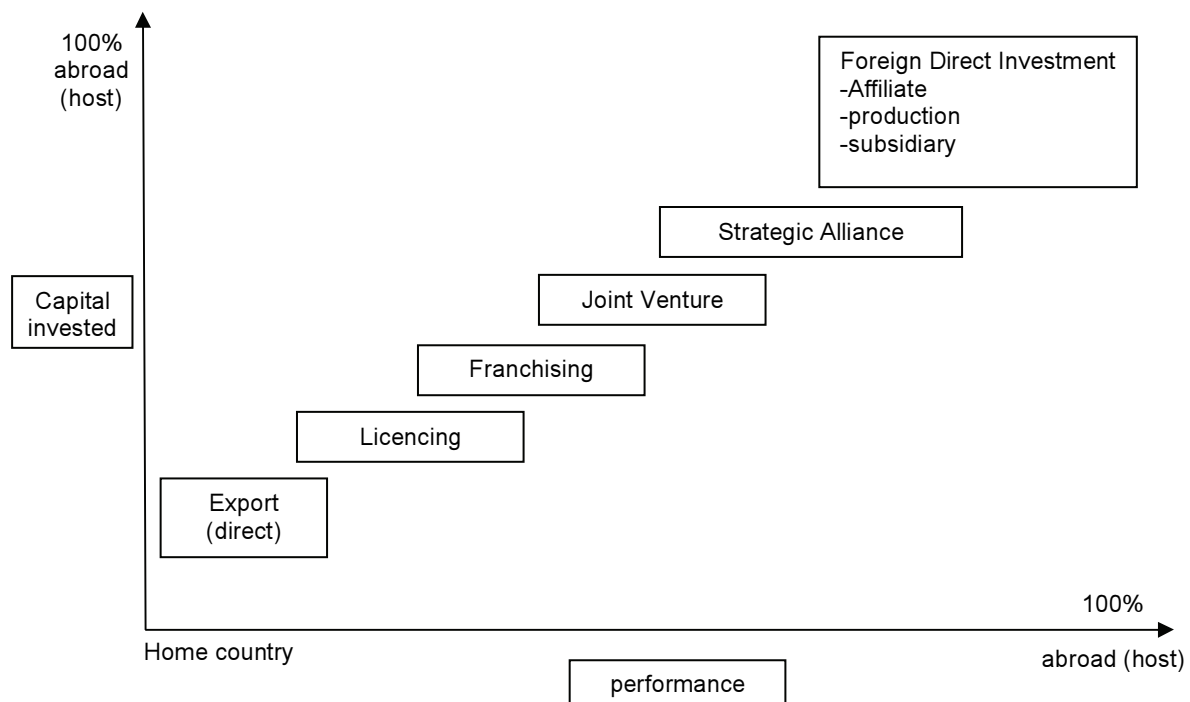 100%
abroad
(host)
Foreign Direct Investment
-Affiliate
-production
-subsidiary
Strategic Alliance
Capital
invested
Joint Venture
Franchising
Licencing
Export
(direct)
100%
Home country
abroad (host)
performance